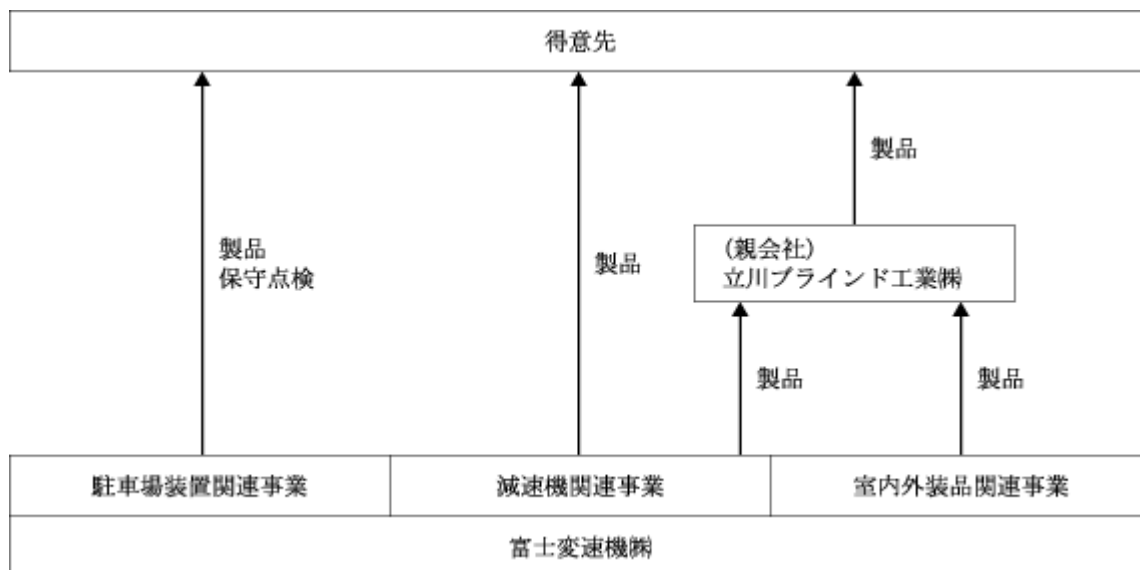 得意先
製品
製品
保守点検
製品
(親会社)
立川ブラインド工業㈱
製品
製品
駐車場装置関連事業
減速機関連事業
室内外装品関連事業
富士変速機㈱